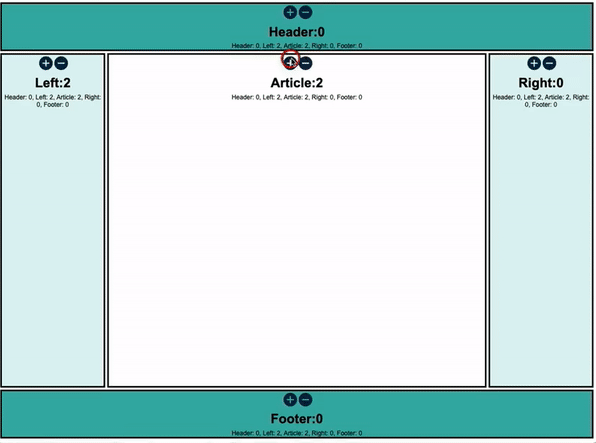 Header:0
Header: 0, Left: 2, Article: 2, Right: 0, Footer: 0
Left:2
Header: 0, Left: 2, Article: 2, Right:
0, Footer: 0
Article:2
Header: 0, Left: 2, Article: 2, Right: 0, Footer: 0
Right:0
Header: 0, Left: 2, Article: 2, Right:
0, Footer: 0
Footer:0
Header: 0, Left: 2, Article: 2, Right: 0, Footer: 0